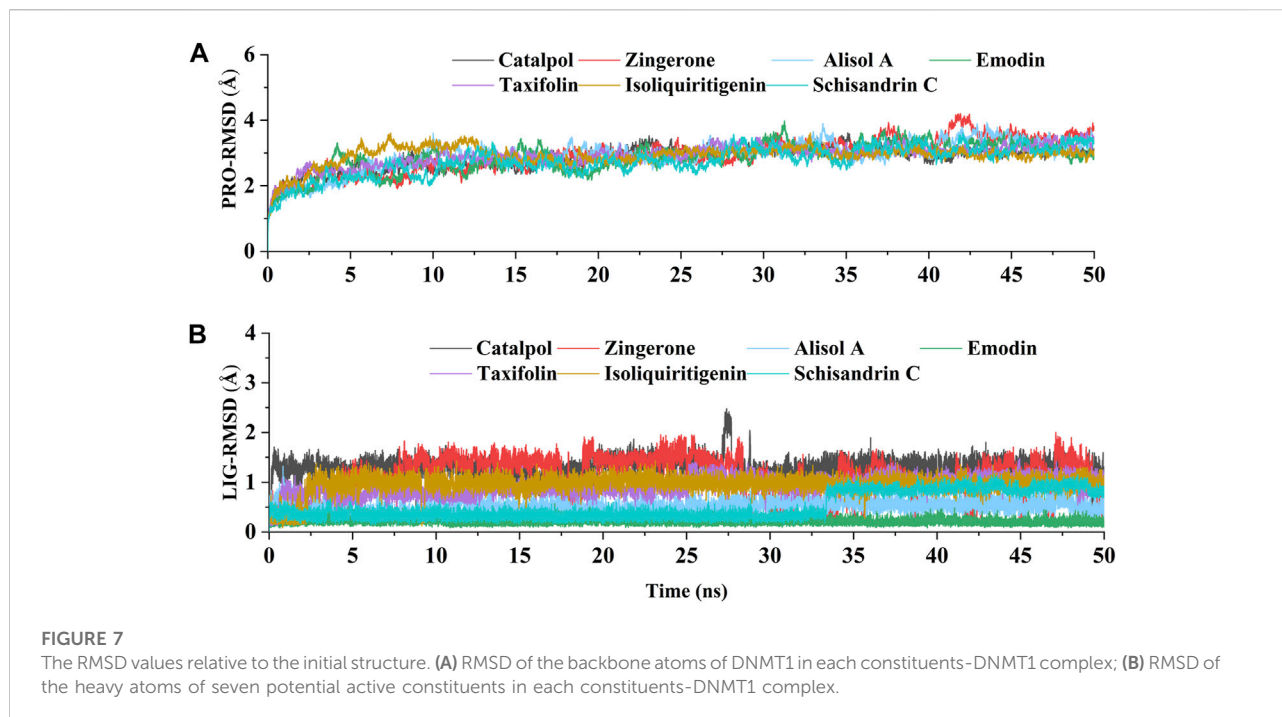 A
Catalpol Zingerone Alisol A Emodin
Taxifolin Isoliquiritigenin Schisandrin C
PRO-RMSD (Å)
6
4
2
0
0 5 10 15 20 25 30 35 40 45 50
B
Catalpol Zingerone Alisol A Emodin
Taxifolin Isoliquiritigenin Schisandrin C
LIG-RMSD (Å)
4
3
2
1
0
0 5 10 15 20 25 30 35 40 45 50
Time (ns)
FIGURE 7
The RMSD values relative to the initial structure. (A) RMSD of the backbone atoms of DNMT1 in each constituents-DNMT1 complex; (B) RMSD of
the heavy atoms of seven potential active constituents in each constituents-DNMT1 complex.